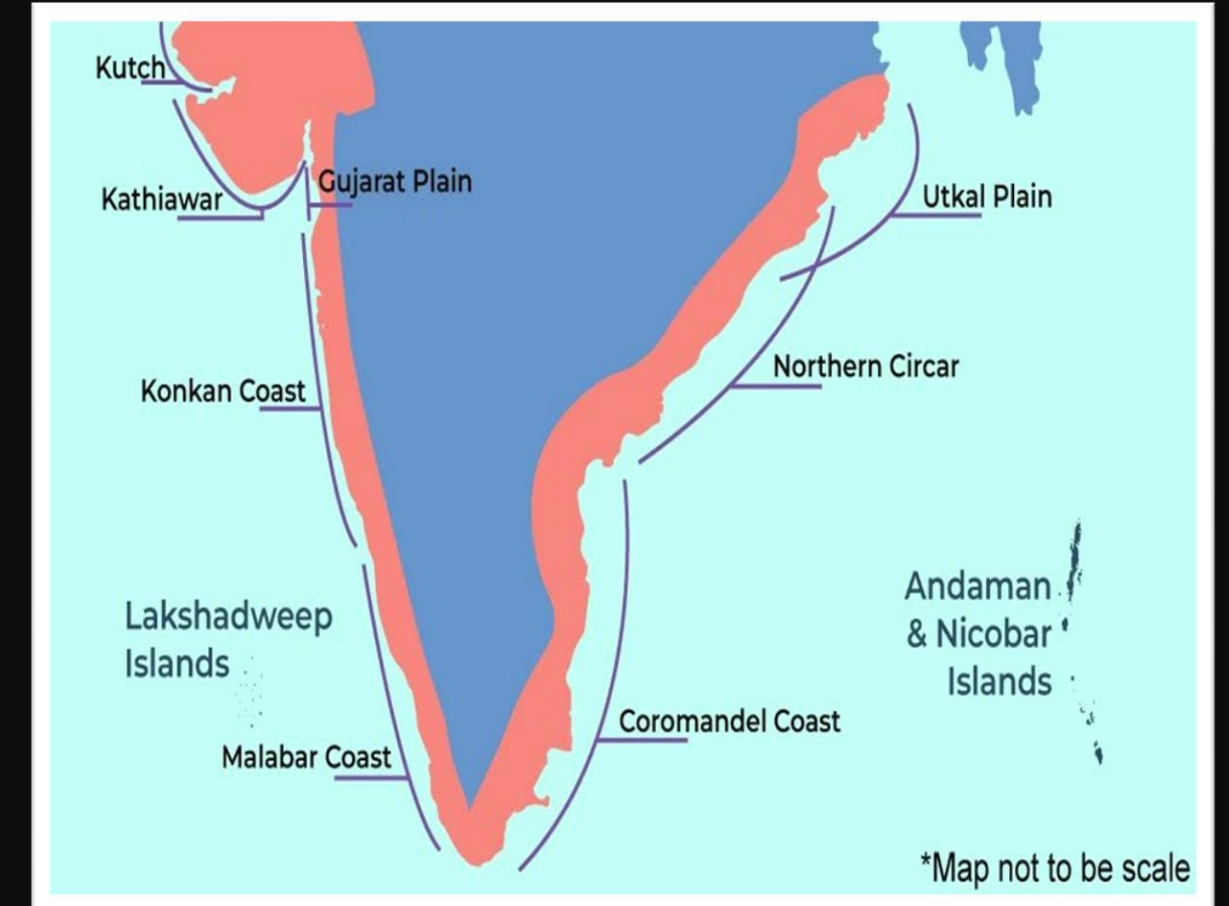 Kutch
Kathiawar
Gujarat Plain
Utkal Plain
Konkan Coast
Northern Circar
Lakshadweep
Islands
Andaman
& Nicobar
Islands
Malabar Coast
Coromandel Coast
*Map not to be scale